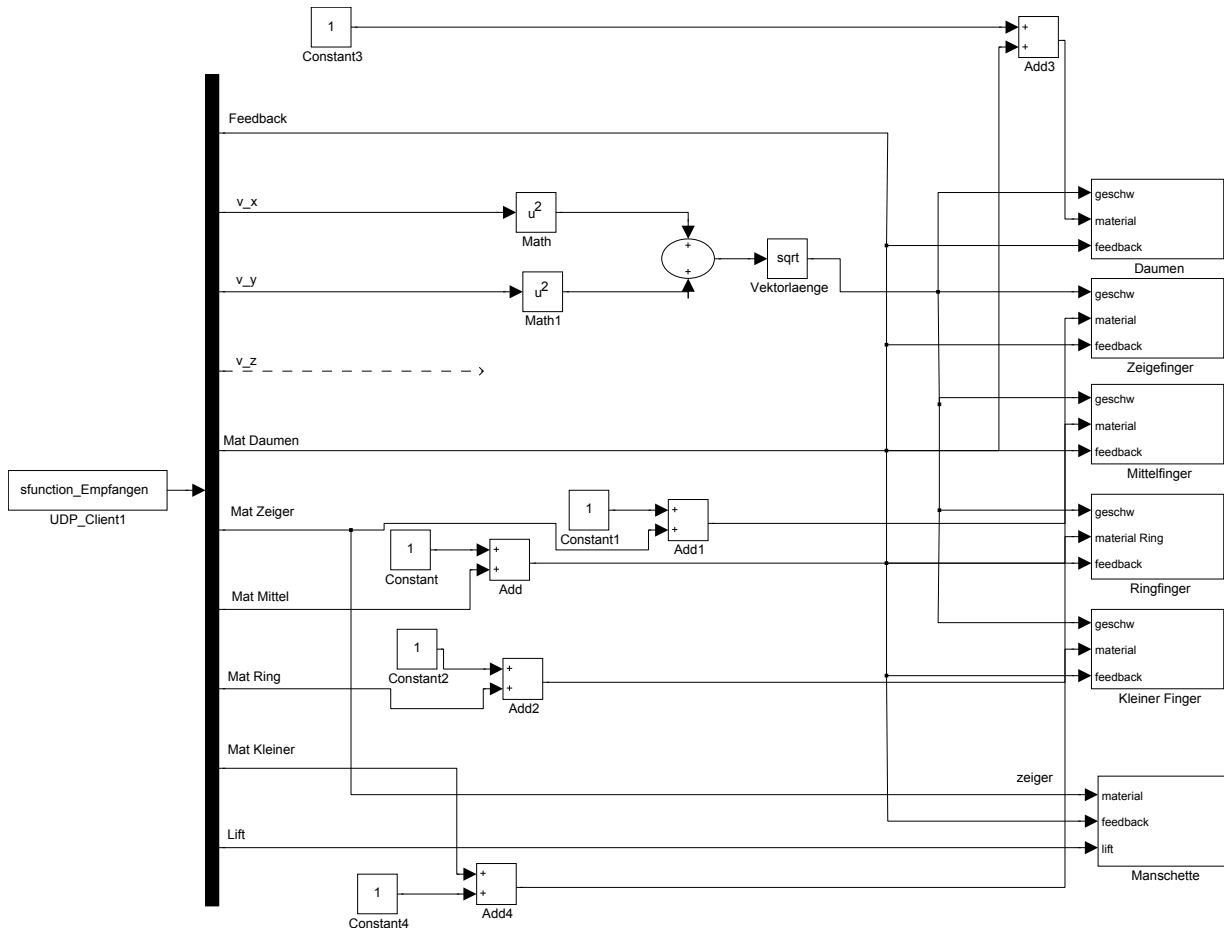 1
Constant3
+
+
Add3
Feedback
v_x
u2
Math
v_y
u2
Math1
+
+
sqrt
Vektorlaenge
v_z
Mat Daumen
sfunction_Empfangen
UDP_Client1
Mat Zeiger
1
Constant1
+
+
Add1
1
Constant
+
+
Add
Mat Mittel
1
Constant2
+
+
Add2
Mat Ring
Mat Kleiner
Lift
1
Constant4
+
+
Add4
geschw
material
feedback
Daumen
geschw
material
feedback
Zeigefinger
geschw
material
feedback
Mittelfinger
geschw
material Ring
feedback
Ringfinger
geschw
material
feedback
Kleiner Finger
zeiger
material
feedback
lift
Manschette